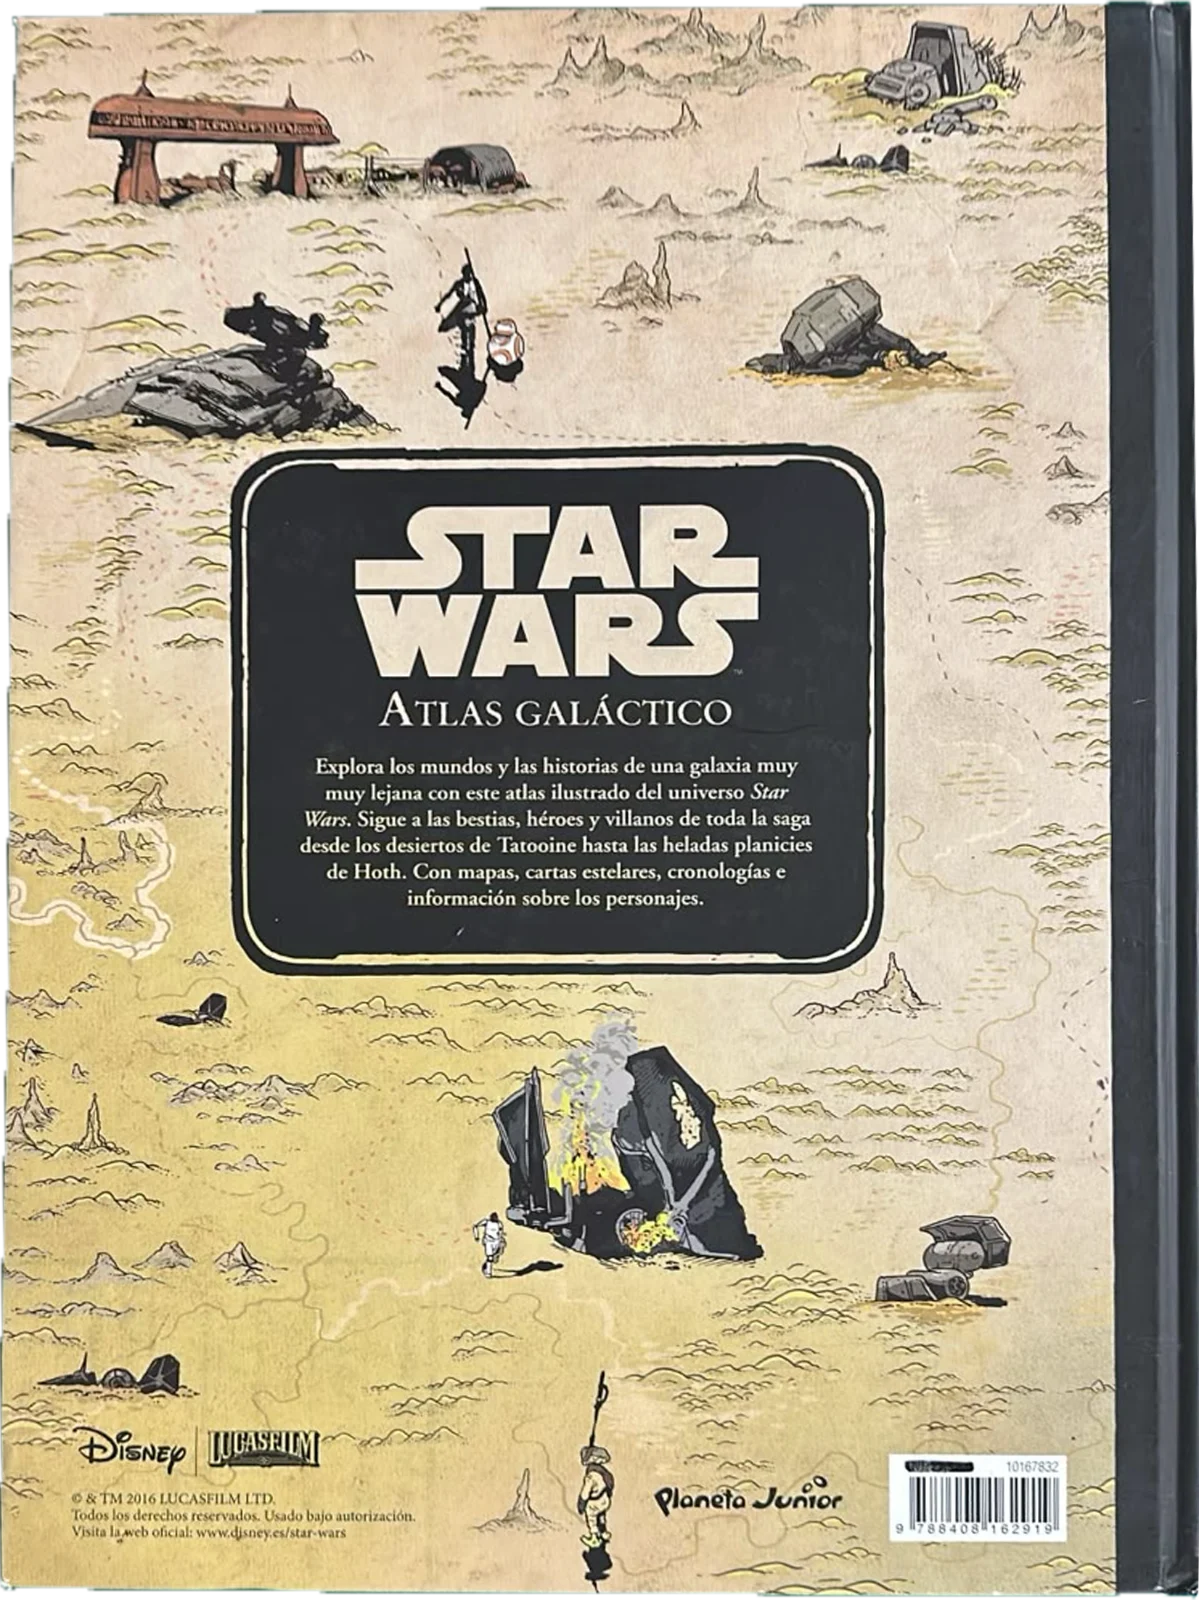 STAR
WARS
TM
ATLAS GALÁCTICO
Explora los mundos y las historias de una galaxia muy
muy lejana con este atlas ilustrado del universo Star
Wars. Sigue a las bestias, héroes y villanos de toda la saga
desde los desiertos de Tatooine hasta las heladas planicies
de Hoth. Con mapas, cartas estelares, cronologías e
información sobre los personajes.
Disney LUCASFILM
© & TM 2016 LUCASFILM LTD.
Todos los derechos reservados. Usado bajo autorización.
Visita la web oficial: www.disney.es/star-wars
Planeta Junior
10167832
9 788408 162919